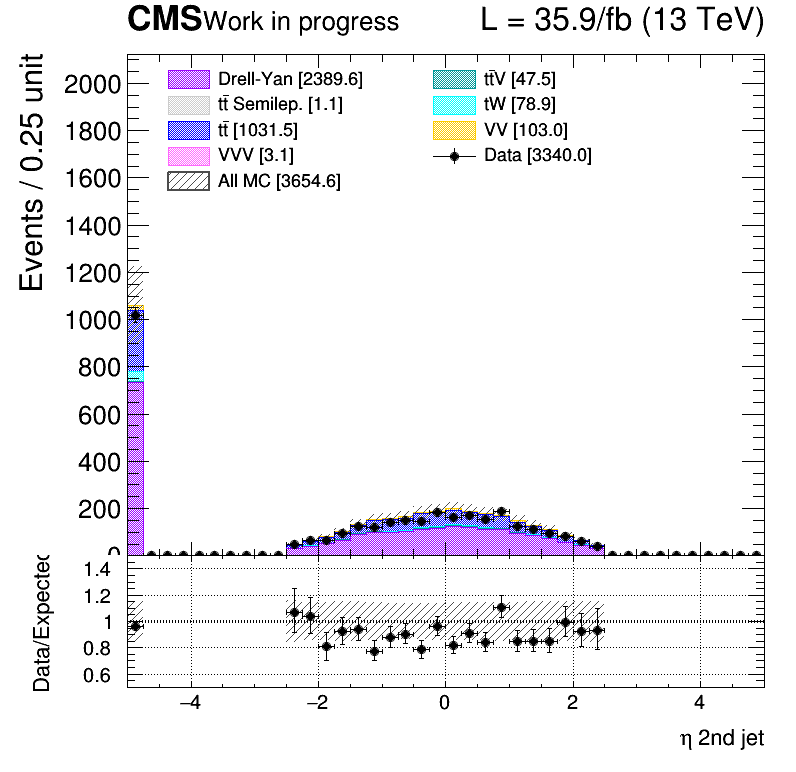 CMS Work in progress L = 35.9/fb (13 TeV)
Events / 0.25 unit
2000
1800
1600
1400
1200
1000
800
600
400
200
0
Drell-Yan [2389.6]
tt̄ Semilep. [1.1]
tt̄ [1031.5]
VVV [3.1]
All MC [3654.6]
tt̄V [47.5]
tW [78.9]
VV [103.0]
Data [3340.0]
Data/Expected
1.4
1.2
1
0.8
0.6
−4 −2 0 2 4
η 2nd jet